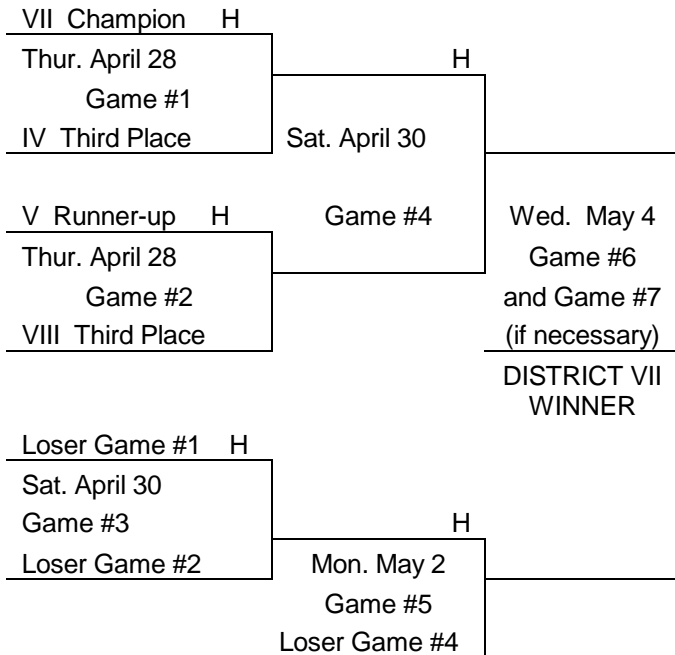 VII Champion H
Thur. April 28
H
Game #1
IV Third Place
Sat. April 30
V Runner-up H
Game #4
Wed. May 4
Thur. April 28
Game #6
Game #2
and Game #7
VIII Third Place
(if necessary)
DISTRICT VII
WINNER
Loser Game #1 H
Sat. April 30
Game #3
H
Loser Game #2
Mon. May 2
Game #5
Loser Game #4